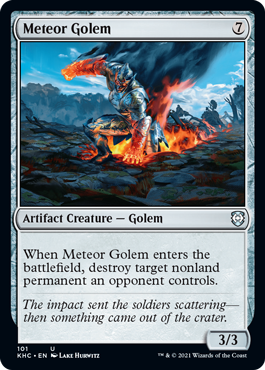 Meteor Golem 7
Artifact Creature — Golem
When Meteor Golem enters the
battlefield, destroy target nonland
permanent an opponent controls.
The impact sent the soldiers scattering—
then something came out of the crater.
3/3
101 U
KHC • EN Lake Hurwitz ™ & © 2021 Wizards of the Coast